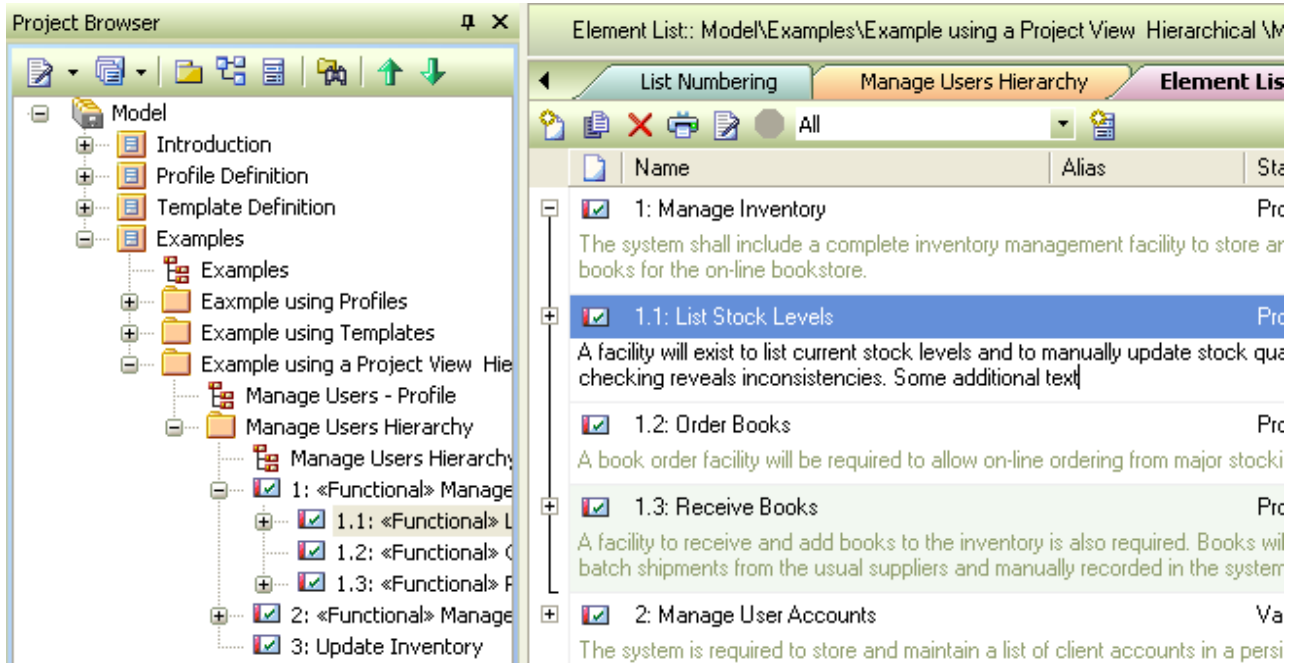 Project Browser
Model
Introduction
Profile Definition
Template Definition
Examples
Examples
Eaxmple using Profiles
Example using Templates
Example using a Project View Hie
Manage Users - Profile
Manage Users Hierarchy
Manage Users Hierarchy
1: «Functional» Manage
1.1: «Functional» L
1.2: «Functional»
1.3: «Functional»
2: «Functional» Manage
3: Update Inventory
Element List:: Model\Examples\Example using a Project View Hierarchical \M
List Numbering
Manage Users Hierarchy
Element Lis
All
Name
Alias
Sta
1: Manage Inventory
Pro
The system shall include a complete inventory management facility to store an
books for the on-line bookstore.
1.1: List Stock Levels
Pro
A facility will exist to list current stock levels and to manually update stock qua
checking reveals inconsistencies. Some additional text
1.2: Order Books
Pro
A book order facility will be required to allow on-line ordering from major stocki
1.3: Receive Books
Pro
A facility to receive and add books to the inventory is also required. Books wil
batch shipments from the usual suppliers and manually recorded in the system
2: Manage User Accounts
Va
The system is required to store and maintain a list of client accounts in a persi